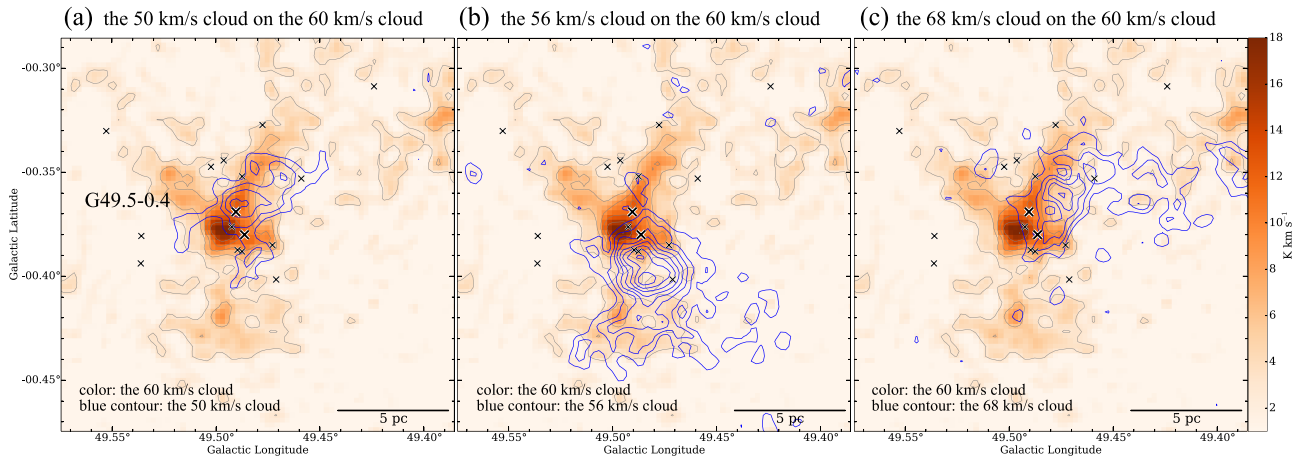 (a) the 50 km/s cloud on the 60 km/s cloud
(b) the 56 km/s cloud on the 60 km/s cloud
(c) the 68 km/s cloud on the 60 km/s cloud
-00.30°
-00.35°
-00.40°
-00.45°
Galactic Latitude
G49.5-0.4
color: the 60 km/s cloud
blue contour: the 50 km/s cloud
5 pc
49.55° 49.50° 49.45° 49.40°
Galactic Longitude
color: the 60 km/s cloud
blue contour: the 56 km/s cloud
5 pc
49.55° 49.50° 49.45° 49.40°
Galactic Longitude
color: the 60 km/s cloud
blue contour: the 68 km/s cloud
5 pc
49.55° 49.50° 49.45° 49.40°
Galactic Longitude
18
16
14
12
10
8
6
4
2
K km s⁻¹